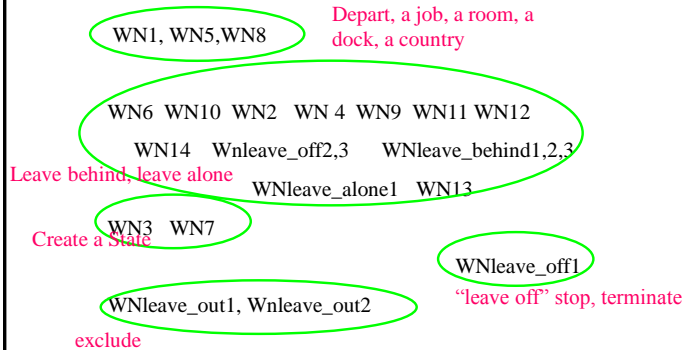 Depart, a job, a room, a
dock, a country
WN1, WN5,WN8
WN6 WN10 WN2 WN 4 WN9 WN11 WN12
WN14 Wnleave_off2,3 WNleave_behind1,2,3
Leave behind, leave alone
WNleave_alone1 WN13
WN3 WN7
Create a State
WNleave_off1
“leave off” stop, terminate
WNleave_out1, Wnleave_out2
exclude